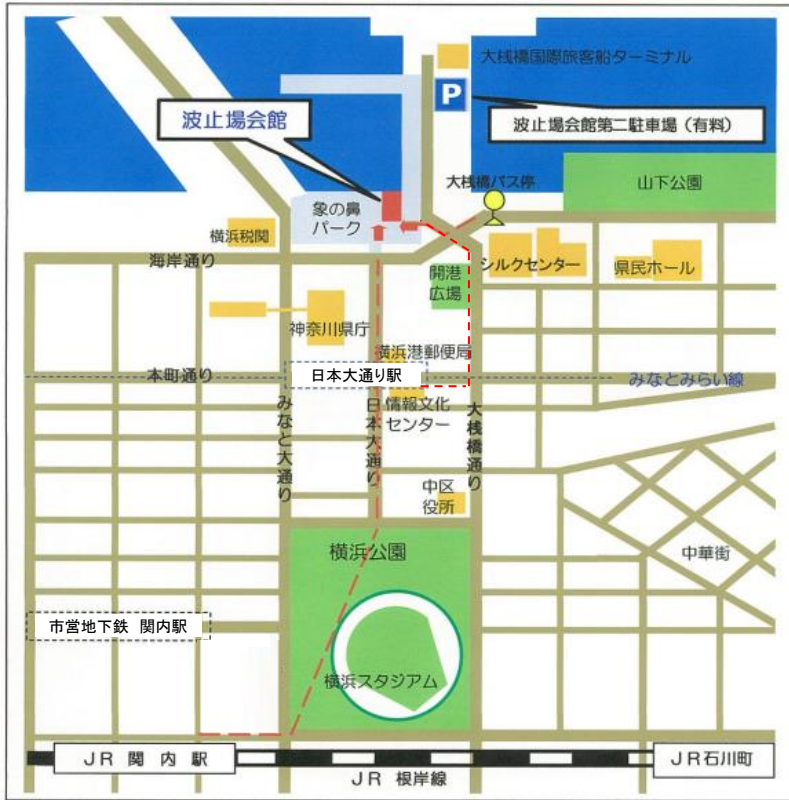 大桟橋国際旅客船ターミナル
P
波止場会館
波止場会館第二駐車場（有料）
大桟橋バス停
山下公園
象の鼻
パーク
横浜税関
海岸通り
開港
広場
シルクセンター
県民ホール
神奈川県庁
横浜港郵便局
日本大通り駅
本町通り
みなとみらい線
みなと大通り
日本大通り
情報文化
センター
大桟橋通り
中区
役所
横浜公園
中華街
市営地下鉄 関内駅
横浜スタジアム
ＪＲ 関 内 駅
ＪＲ 根岸線
ＪＲ石川町